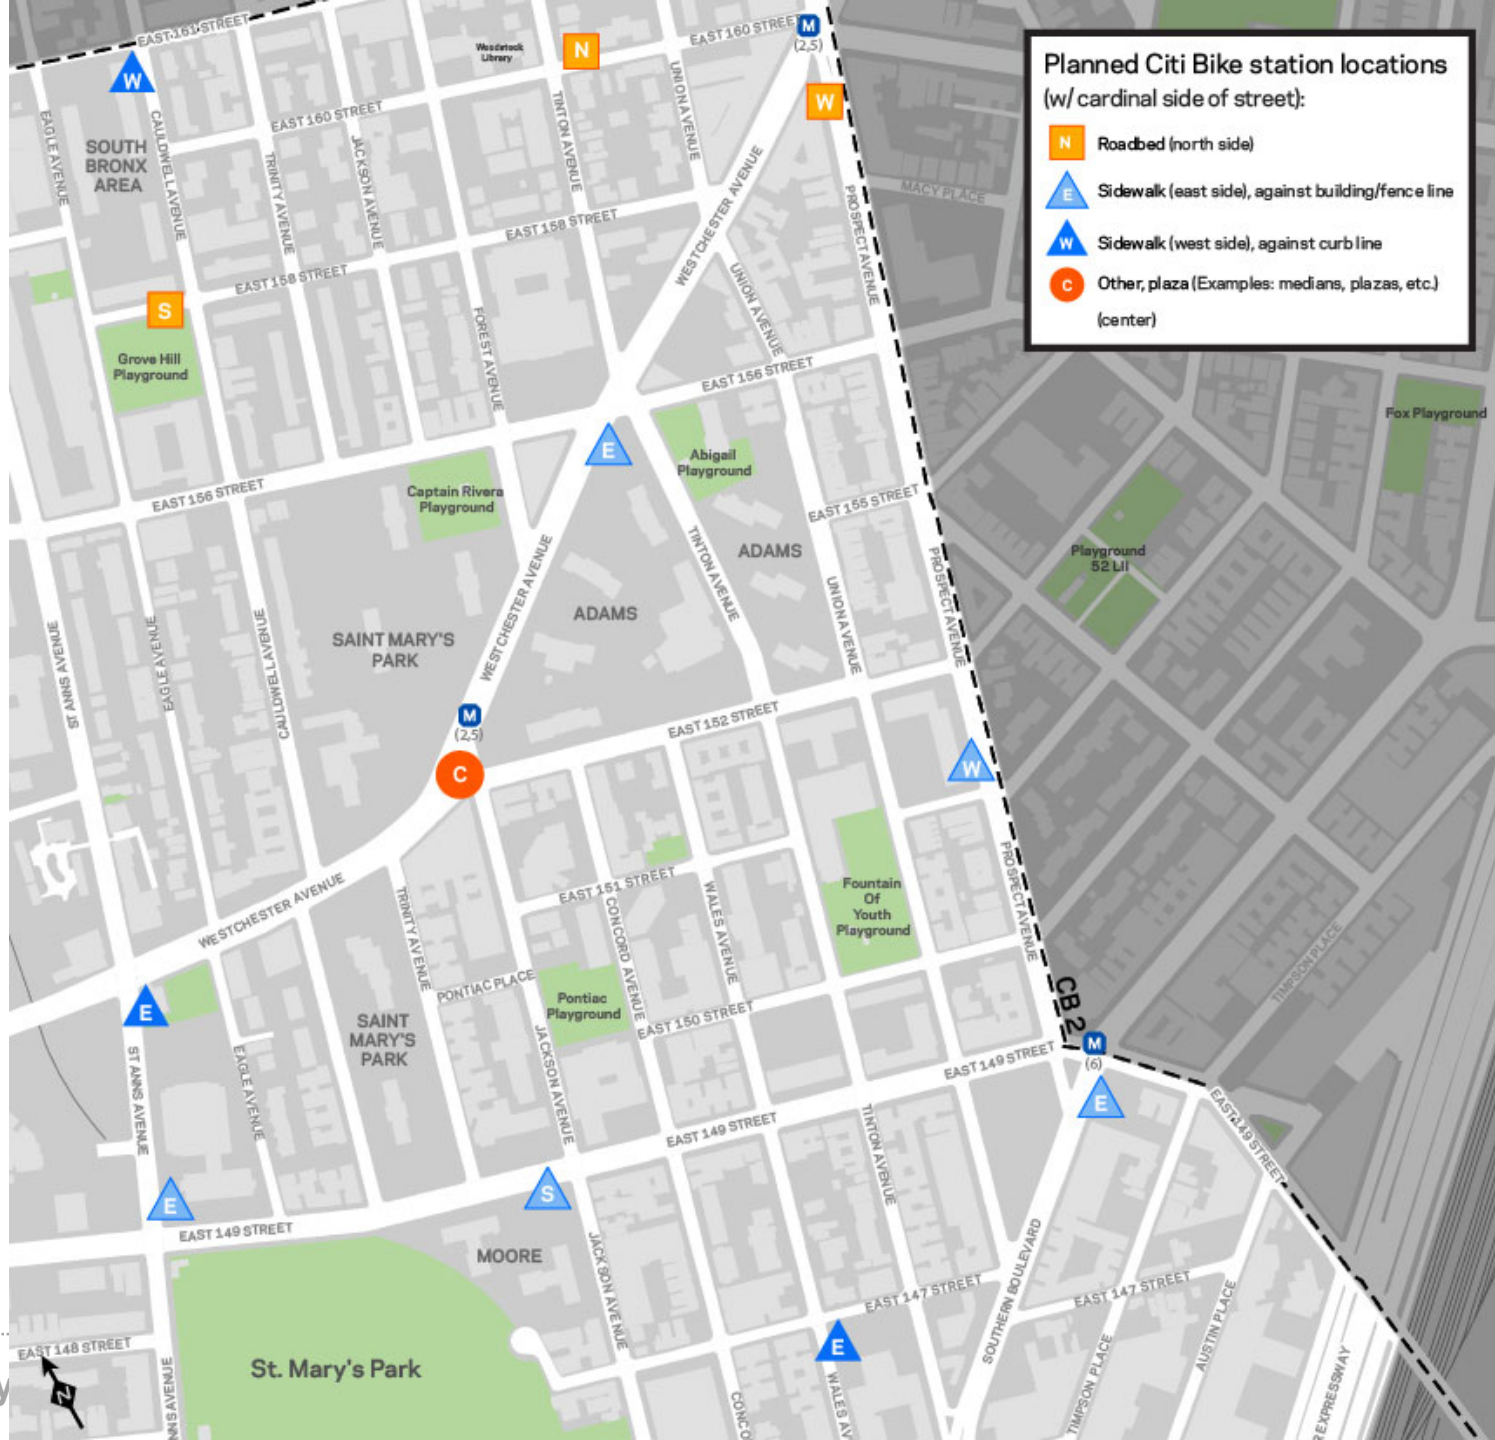 EAST 161 STREET
W
Woodstock
Library
N
EAST 160 STREET
M
(2,5)
W
Planned Citi Bike station locations
(w/ cardinal side of street):
N Roadbed (north side)
E Sidewalk (east side), against building/fence line
W Sidewalk (west side), against curb line
C Other, plaza (Examples: medians, plazas, etc.)
(center)
EAGLE AVENUE
SOUTH
BRONX
AREA
CAULDWELL AVENUE
EAST 160 STREET
TRINITY AVENUE
JACKSON AVENUE
TINTON AVENUE
UNION AVENUE
WESTCHESTER AVENUE
MACY PLACE
PROSPECT AVENUE
EAST 158 STREET
EAST 158 STREET
S
Grove Hill
Playground
FOREST AVENUE
UNION AVENUE
EAST 156 STREET
Fox Playground
E
Abigail
Playground
Captain Rivera
Playground
EAST 156 STREET
EAST 155 STREET
WESTCHESTER AVENUE
TINTON AVENUE
ADAMS
ADAMS
Playground
52 LII
PROSPECT AVENUE
UNION AVENUE
ST ANNS AVENUE
EAGLE AVENUE
CAULDWELL AVENUE
SAINT MARY'S
PARK
M
(2,5)
C
EAST 152 STREET
W
PROSPECT AVENUE
WESTCHESTER AVENUE
TRINITY AVENUE
EAST 151 STREET
CONCORD AVENUE
WALES AVENUE
Fountain
Of
Youth
Playground
TIMPSON PLACE
PONTIAC PLACE
Pontiac
Playground
EAST 150 STREET
CB 2
E
SAINT
MARY'S
PARK
ST ANNS AVENUE
EAGLE AVENUE
JACKSON AVENUE
EAST 149 STREET
M
(6)
E
EAST 149 STREET
EAST 149 STREET
TINTON AVENUE
E
S
EAST 149 STREET
MOORE
JACKSON AVENUE
EAST 147 STREET
SOUTHERN BOULEVARD
EAST 147 STREET
AUSTIN PLACE
E
EAST 148 STREET
St. Mary's Park
TIMPSON PLACE
EXPRESSWAY
y
N
NNS AVENUE
CONCO
WALES AV